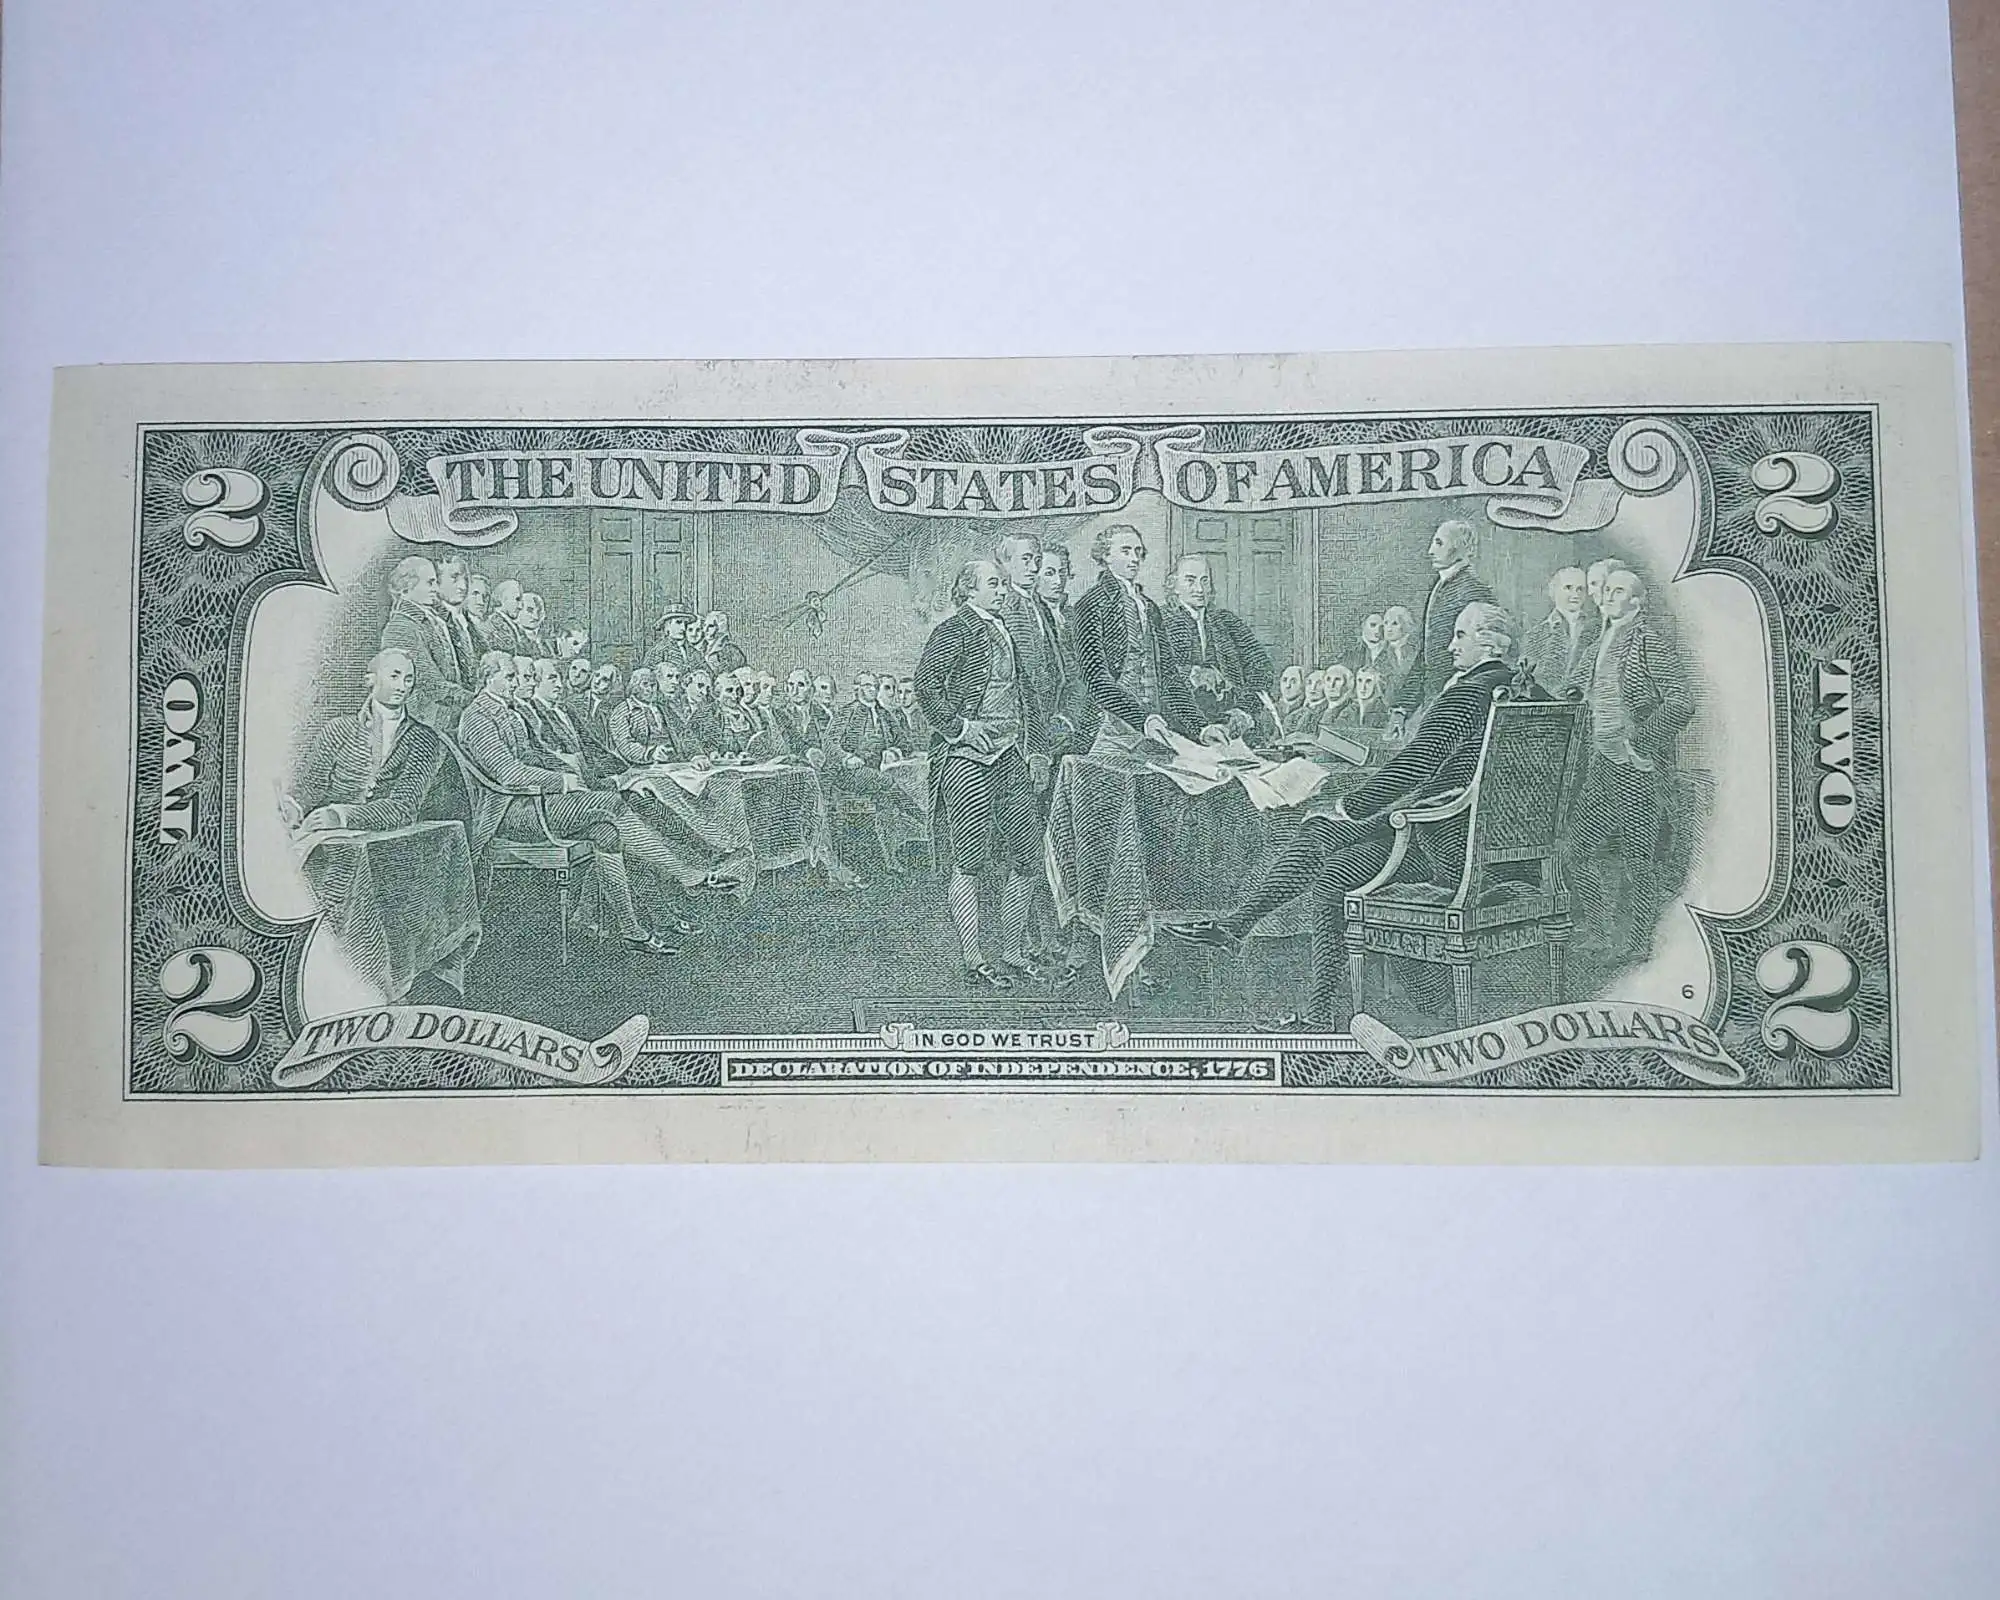 THE UNITED STATES OF AMERICA
2
2
TWO
TWO
6
2
2
TWO DOLLARS
IN GOD WE TRUST
TWO DOLLARS
DECLARATION OF INDEPENDENCE, 1776